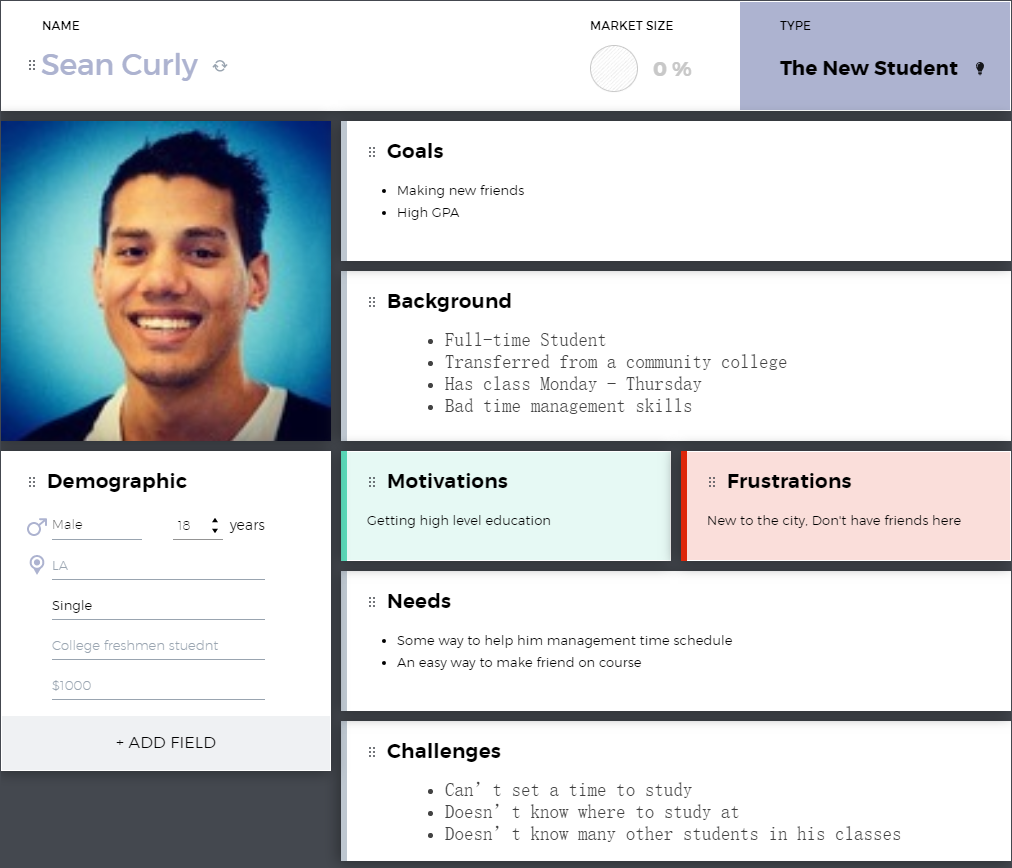 NAME
Sean Curly
MARKET SIZE
0 %
TYPE
The New Student
Goals
• Making new friends
• High GPA
Background
• Full-time Student
• Transferred from a community college
• Has class Monday - Thursday
• Bad time management skills
Demographic
Male 18 years
LA
Single
College freshmen stuednt
$1000
+ ADD FIELD
Motivations
Getting high level education
Frustrations
New to the city, Don't have friends here
Needs
• Some way to help him management time schedule
• An easy way to make friend on course
Challenges
• Can’t set a time to study
• Doesn’t know where to study at
• Doesn’t know many other students in his classes